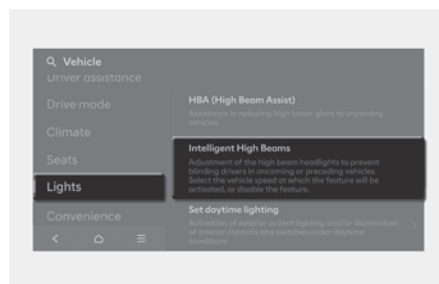 Vehicle
Driver assistance
Drive mode
Climate
Seats
Lights
Convenience
HBA (High Beam Assist)
Assistance in reducing high beam glare to oncoming
vehicles
Intelligent High Beams
Adjustment of the high beam headlights to prevent
blinding drivers in oncoming or preceding vehicles.
Select the vehicle speed at which the feature will be
activated, or disable the feature.
Set daytime lighting
Activation of exterior accent lighting and/or illumination
of interior controls and switches under daytime
conditions